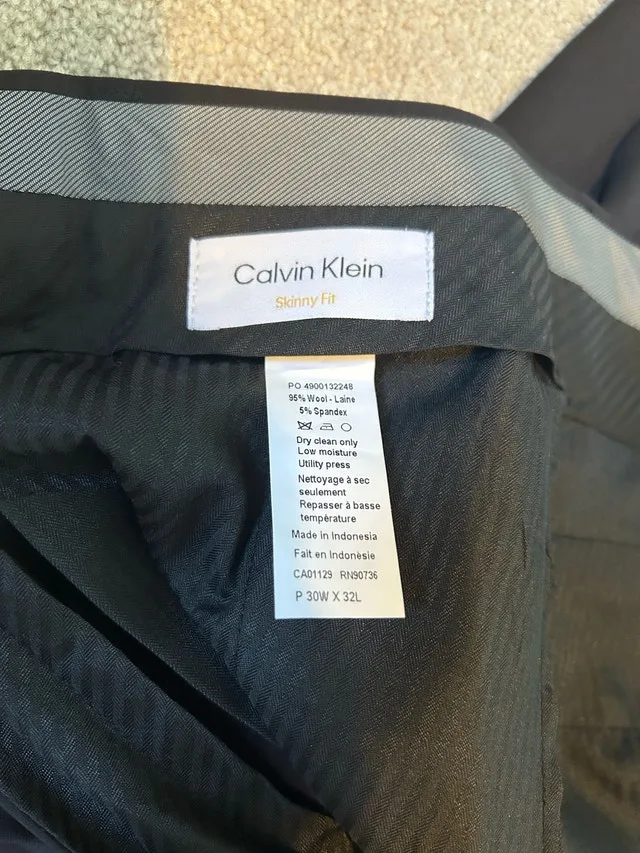 Calvin Klein
Skinny Fit
PO 4900132248
95% Wool - Laine
5% Spandex
Dry clean only
Low moisture
Utility press
Nettoyage à sec
seulement
Repasser à basse
température
Made in Indonesia
Fait en Indonèsie
CA01129 RN90736
P 30W X 32L